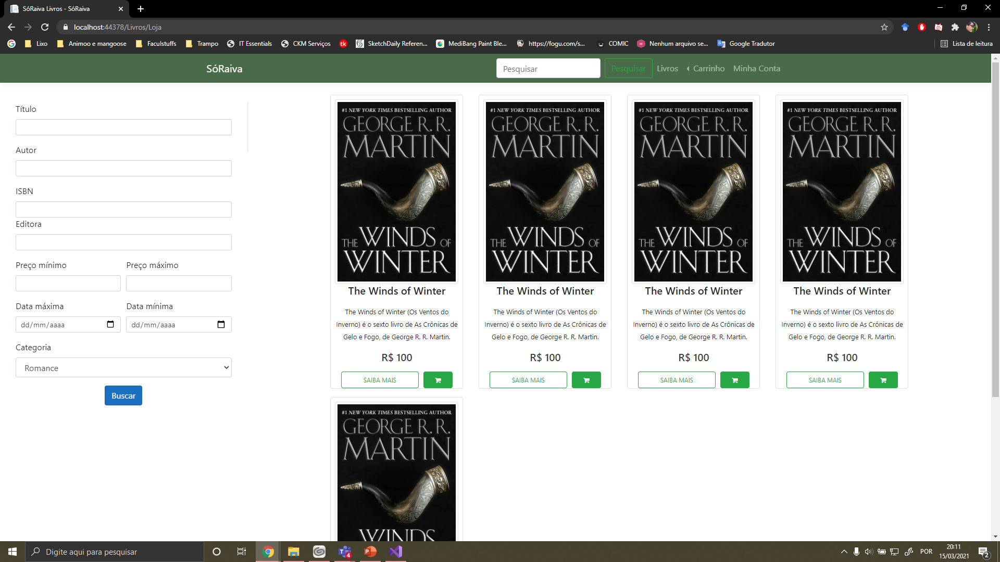 SóRaiva Livros - SóRaiva
localhost:44378/Livros/Loja
Lixo
Animoo e mangoose
Faculstuffs
Trampo
IT Essentials
CKM Serviços
tk
SketchDaily Referen...
MediBang Paint Ble...
https://fogu.com/s...
COMIC
Nenhum arquivo se...
Google Tradutor
Lista de leitura
SóRaiva
Pesquisar
Pesquisar
Livros
Carrinho
Minha Conta
Título
Autor
ISBN
Editora
Preço mínimo
Preço máximo
Data máxima
Data mínima
dd/mm/aaaa
dd/mm/aaaa
Categoria
Romance
Buscar
#1 NEW YORK TIMES BESTSELLING AUTHOR
GEORGE R. R.
MARTIN
THE WINDS OF
WINTER
The Winds of Winter
The Winds of Winter (Os Ventos do
Inverno) é o sexto livro de As Crônicas de
Gelo e Fogo, de George R. R. Martin.
R$ 100
SAIBA MAIS
#1 NEW YORK TIMES BESTSELLING AUTHOR
GEORGE R. R.
MARTIN
THE WINDS OF
WINTER
The Winds of Winter
The Winds of Winter (Os Ventos do
Inverno) é o sexto livro de As Crônicas de
Gelo e Fogo, de George R. R. Martin.
R$ 100
SAIBA MAIS
#1 NEW YORK TIMES BESTSELLING AUTHOR
GEORGE R. R.
MARTIN
THE WINDS OF
WINTER
The Winds of Winter
The Winds of Winter (Os Ventos do
Inverno) é o sexto livro de As Crônicas de
Gelo e Fogo, de George R. R. Martin.
R$ 100
SAIBA MAIS
#1 NEW YORK TIMES BESTSELLING AUTHOR
GEORGE R. R.
MARTIN
THE WINDS OF
WINTER
The Winds of Winter
The Winds of Winter (Os Ventos do
Inverno) é o sexto livro de As Crônicas de
Gelo e Fogo, de George R. R. Martin.
R$ 100
SAIBA MAIS
#1 NEW YORK TIMES BESTSELLING AUTHOR
GEORGE R. R.
MARTIN
WINDS
Digite aqui para pesquisar
4
POR
20:11
15/03/2021
2